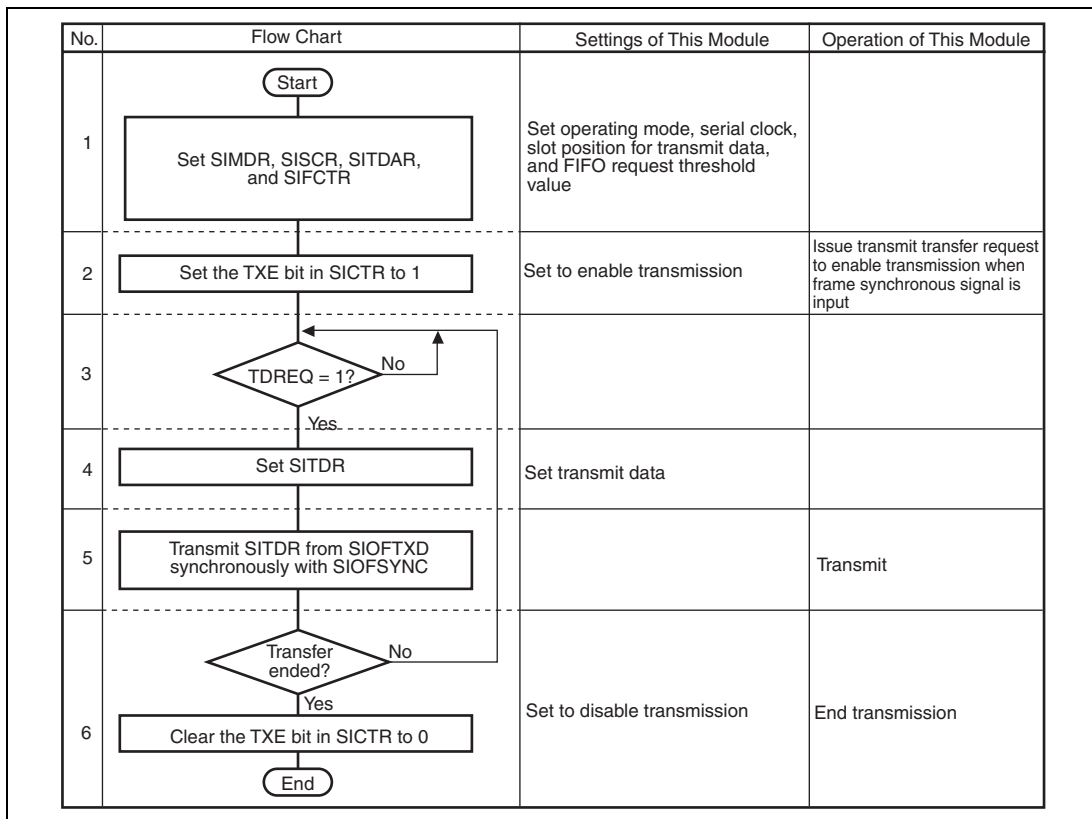 No. Flow Chart Settings of This Module Operation of This Module
Start
1
Set SIMDR, SISCR, SITDAR,
and SIFCTR
Set operating mode, serial clock,
slot position for transmit data,
and FIFO request threshold
value
2
Set the TXE bit in SICTR to 1
Set to enable transmission
Issue transmit transfer request
to enable transmission when
frame synchronous signal is
input
3
TDREQ = 1?
No
Yes
4
Set SITDR
Set transmit data
5
Transmit SITDR from SIOFTXD
synchronously with SIOFSYNC
Transmit
Transfer
ended?
No
Yes
6
Clear the TXE bit in SICTR to 0
Set to disable transmission
End transmission
End